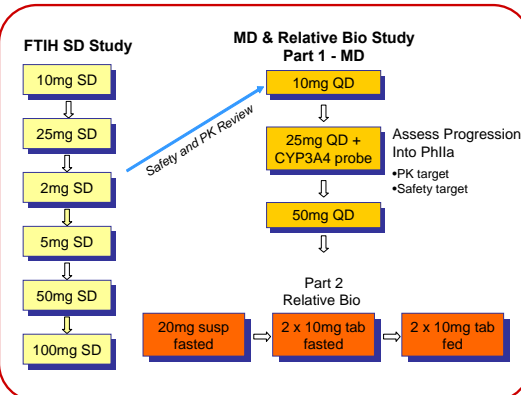 FTIH SD Study
10mg SD
25mg SD
2mg SD
5mg SD
50mg SD
100mg SD
Safety and PK Review
MD & Relative Bio Study
Part 1 - MD
10mg QD
25mg QD +
CYP3A4 probe
50mg QD
Assess Progression
Into PhIIa
•PK target
•Safety target
Part 2
Relative Bio
20mg susp
fasted
2 x 10mg tab
fasted
2 x 10mg tab
fed